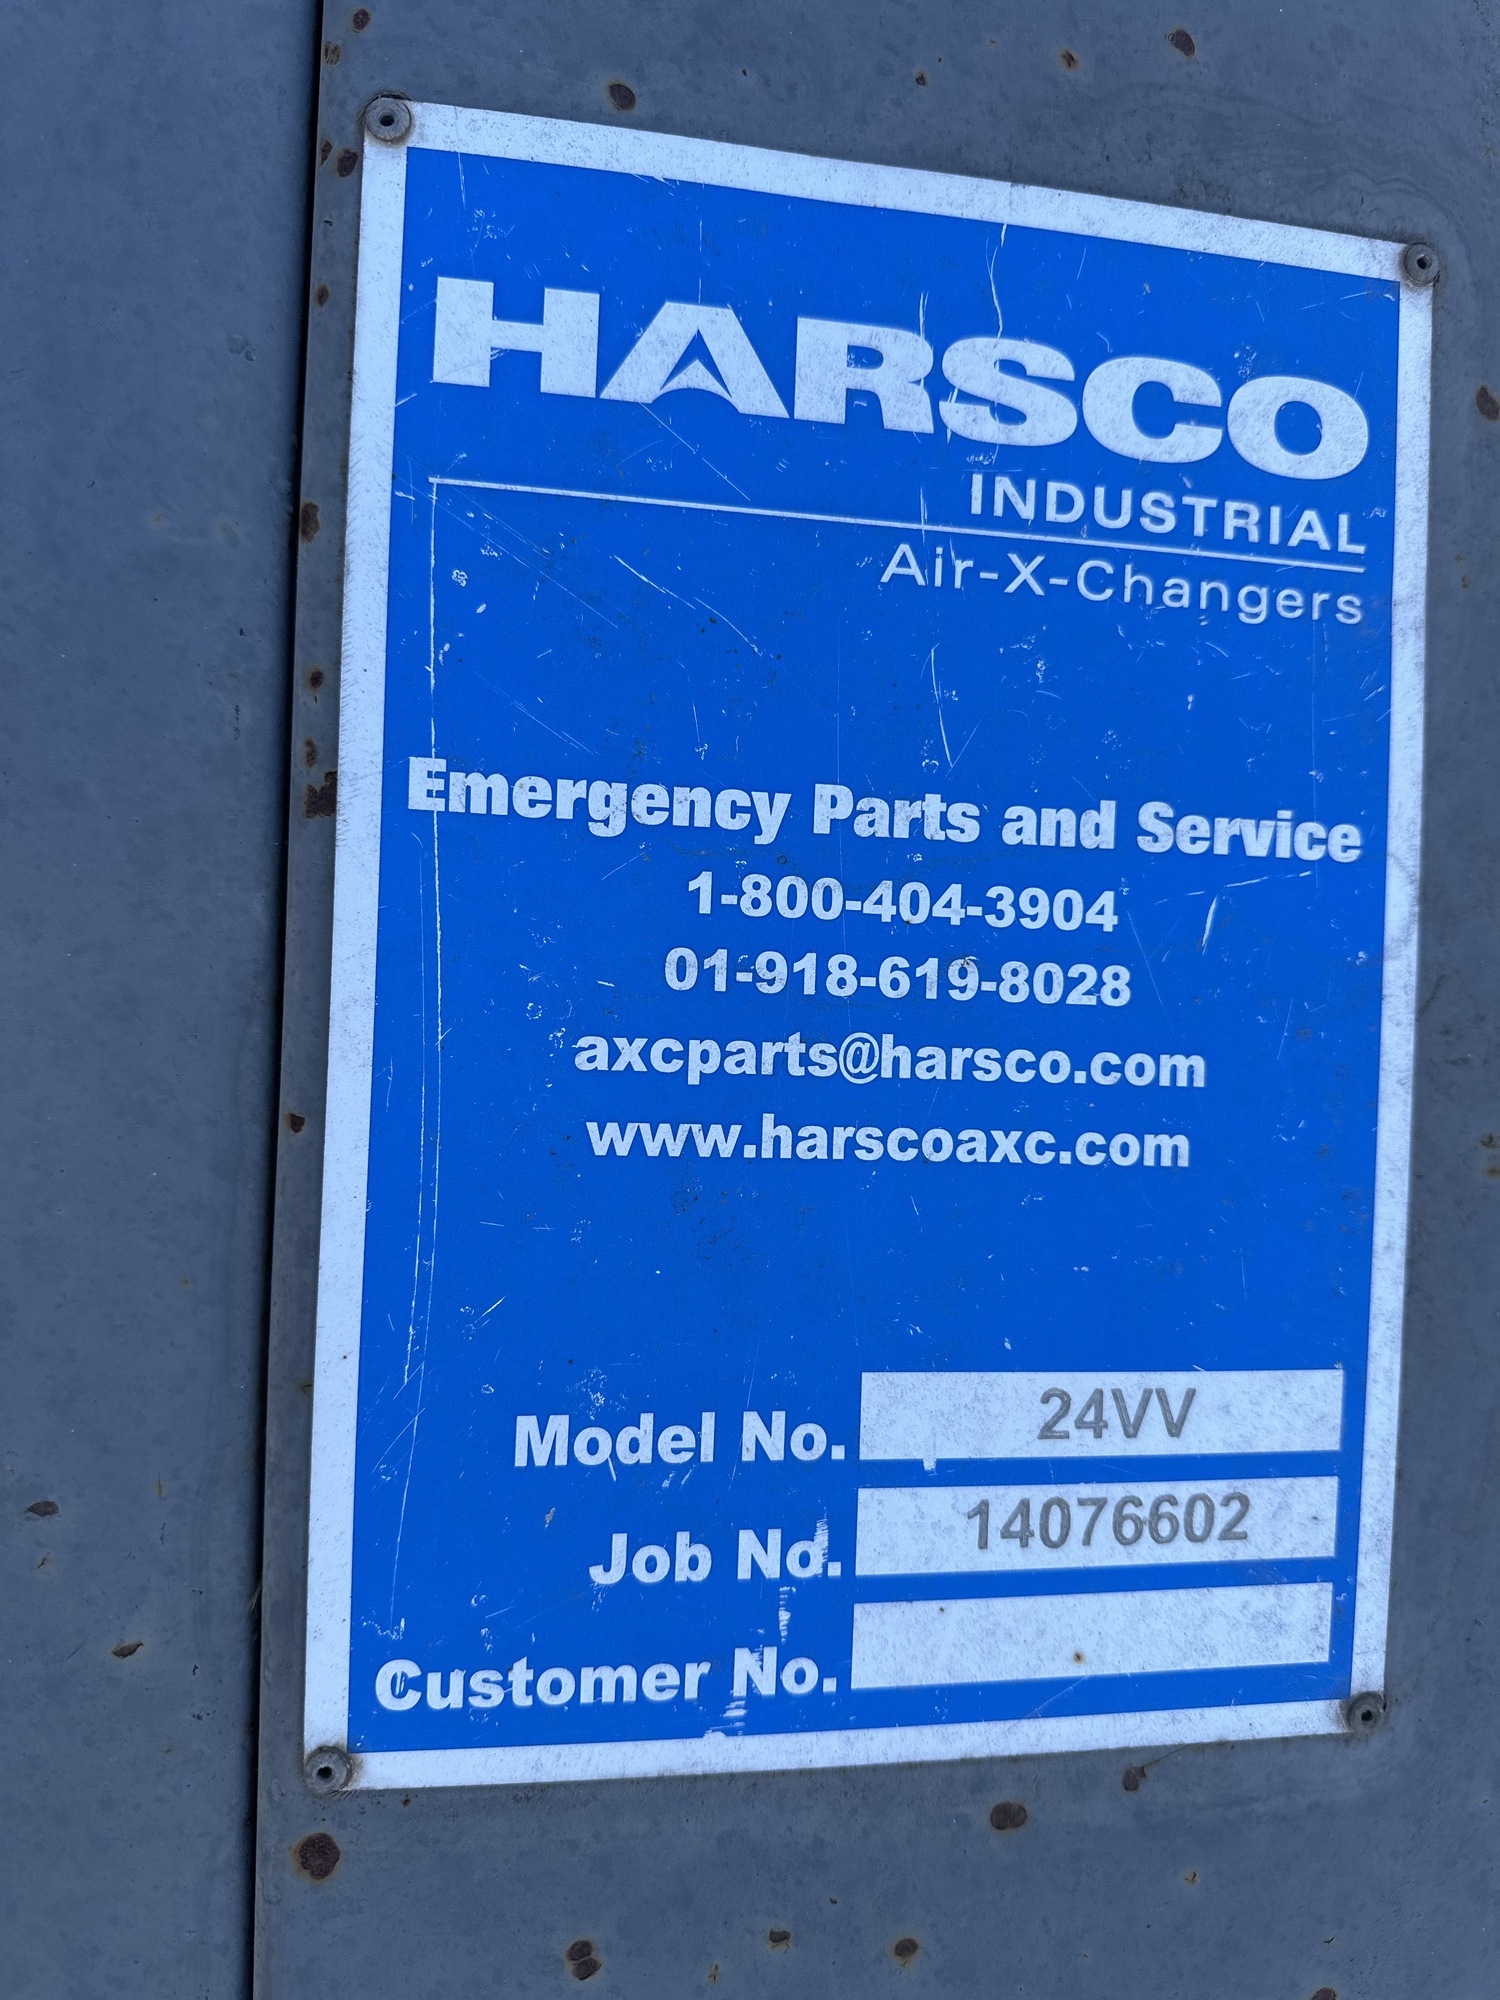 HARSCO
INDUSTRIAL
Air-X-Changers
Emergency Parts and Service
1-800-404-3904
01-918-619-8028
axcparts@harsco.com
www.harscoaxc.com
Model No. 24VV
Job No. 14076602
Customer No.